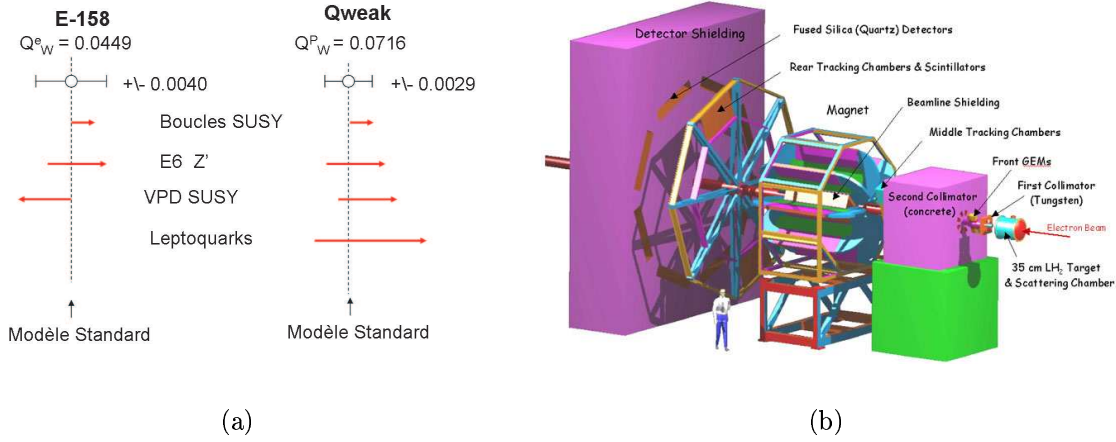 E-158
Q^e_W = 0.0449
+\- 0.0040
Qweak
Q^P_W = 0.0716
+\- 0.0029
Boucles SUSY
E6 Z'
VPD SUSY
Leptoquarks
Modèle Standard
Modèle Standard
(a)
Detector Shielding
Fused Silica (Quartz) Detectors
Rear Tracking Chambers & Scintillators
Magnet
Beamline Shielding
Middle Tracking Chambers
Front GEMs
First Collimator
(Tungsten)
Second Collimator
(concrete)
Electron Beam
35 cm LH₂ Target
& Scattering Chamber
(b)